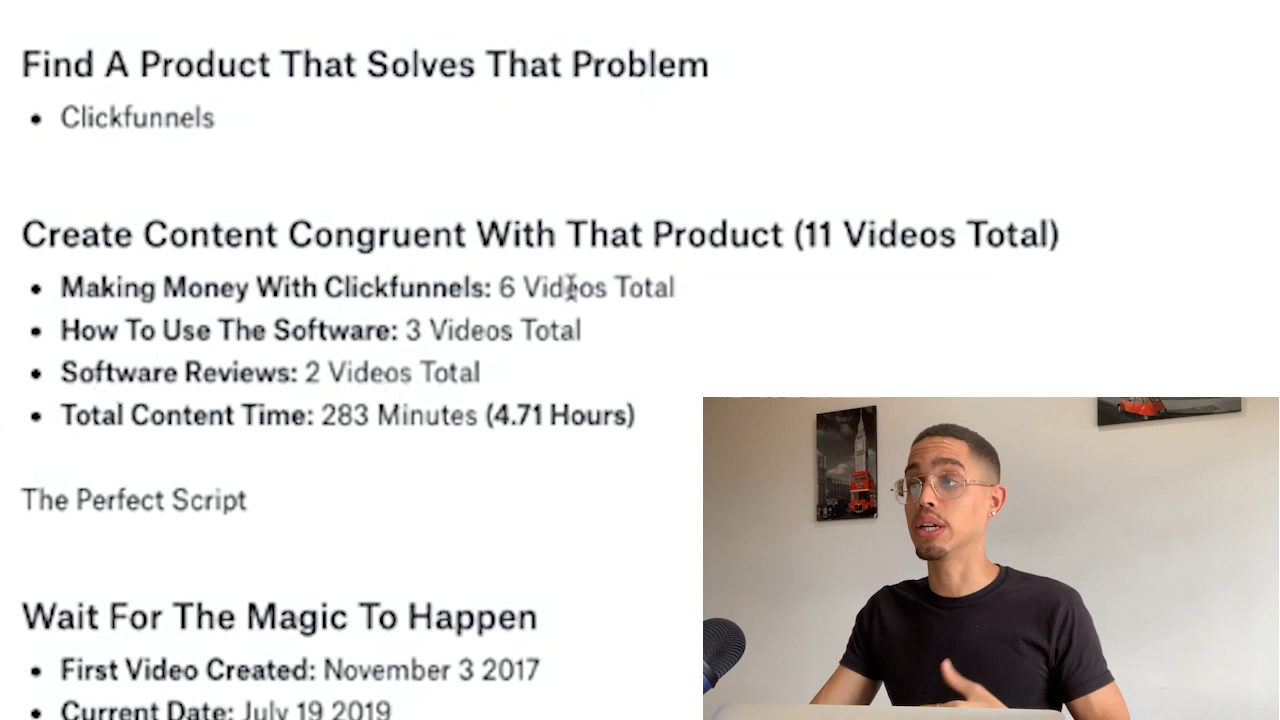 Find A Product That Solves That Problem
Clickfunnels
Create Content Congruent With That Product (11 Videos Total)
Making Money With Clickfunnels: 6 Videos Total
How To Use The Software: 3 Videos Total
Software Reviews: 2 Videos Total
Total Content Time: 283 Minutes (4.71 Hours)
The Perfect Script
Wait For The Magic To Happen
First Video Created: November 3 2017
Current Date: July 19 2019